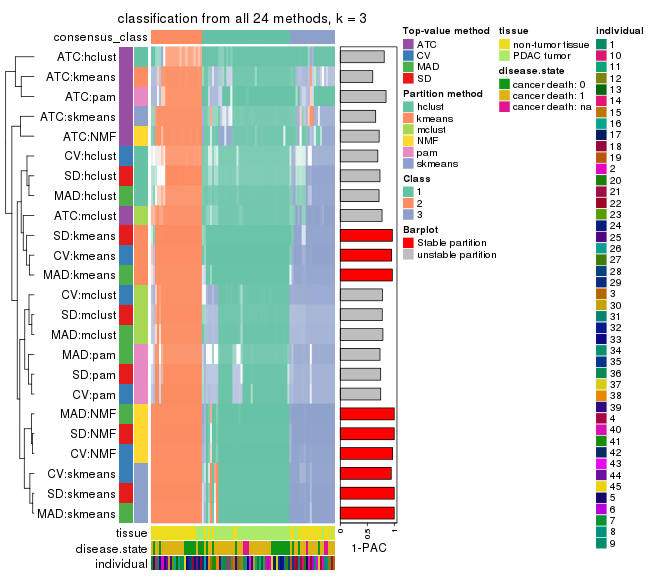 classification from all 24 methods, k = 3
consensus_class
ATC:hclust
ATC:kmeans
ATC:pam
ATC:skmeans
ATC:NMF
CV:hclust
SD:hclust
MAD:hclust
ATC:mclust
SD:kmeans
CV:kmeans
MAD:kmeans
CV:mclust
SD:mclust
MAD:mclust
MAD:pam
SD:pam
CV:pam
MAD:NMF
SD:NMF
CV:NMF
CV:skmeans
SD:skmeans
MAD:skmeans
tissue
disease.state
individual
0
0.5
1
1-PAC
Top-value method
ATC
CV
MAD
SD
Partition method
hclust
kmeans
mclust
NMF
pam
skmeans
Class
1
2
3
Barplot
Stable partition
unstable partition
tissue
non-tumor tissue
PDAC tumor
disease.state
cancer death: 0
cancer death: 1
cancer death: na
individual
1
10
11
12
13
14
15
16
17
18
19
2
20
21
22
23
24
25
26
27
28
29
3
30
31
32
33
34
35
36
37
38
39
4
40
41
42
43
44
45
5
6
7
8
9